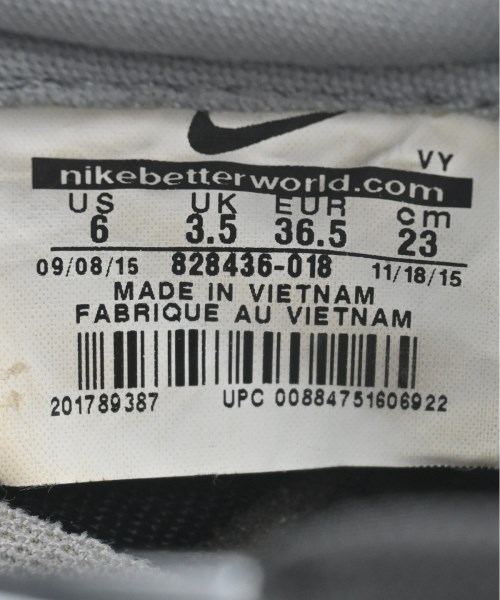 VY
nikebetterworld.com
US UK EUR cm
6 3.5 36.5 23
09/08/15 828436-018 11/18/15
MADE IN VIETNAM
FABRIQUE AU VIETNAM
201789387 UPC 00884751606922